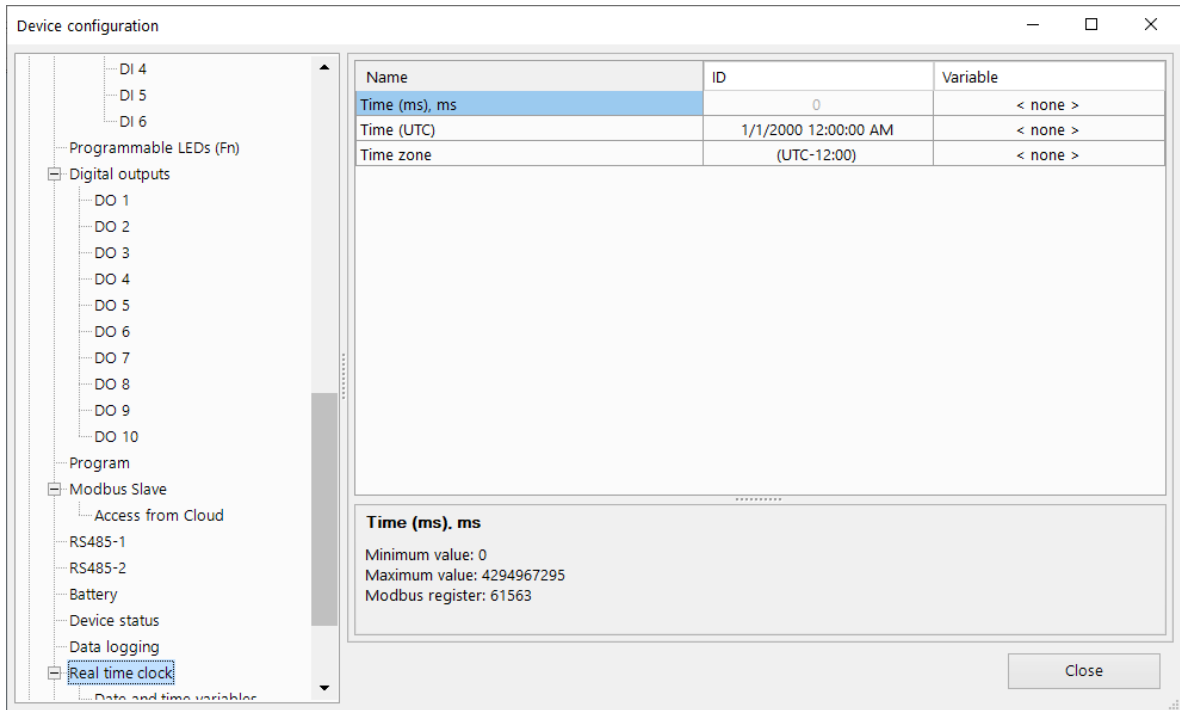 Device configuration
DI 4
DI 5
DI 6
Programmable LEDs (Fn)
Digital outputs
DO 1
DO 2
DO 3
DO 4
DO 5
DO 6
DO 7
DO 8
DO 9
DO 10
Program
Modbus Slave
Access from Cloud
RS485-1
RS485-2
Battery
Device status
Data logging
Real time clock
Date and time variables
Name ID Variable
Time (ms), ms 0 < none >
Time (UTC) 1/1/2000 12:00:00 AM < none >
Time zone (UTC-12:00) < none >
Time (ms), ms
Minimum value: 0
Maximum value: 4294967295
Modbus register: 61563
Close